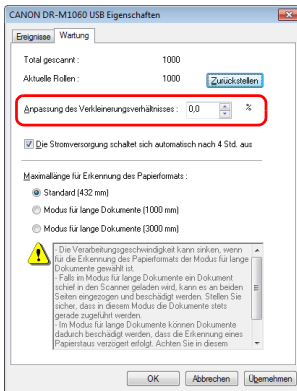 CANON DR-M1060 USB Eigenschaften
Ereignisse Wartung
Total gescannt : 1000
Aktuelle Rollen : 1000 Zurückstellen
Anpassung des Verkleinerungsverhältnisses : 0,0 %
Die Stromversorgung schaltet sich automatisch nach 4 Std. aus
Maximallänge für Erkennung des Papierformats :
Standard (432 mm)
Modus für lange Dokumente (1000 mm)
Modus für lange Dokumente (3000 mm)
- Die Verarbeitungsgeschwindigkeit kann sinken, wenn
für die Erkennung des Papierformats der Modus für lange
Dokumente gewählt ist.
- Falls im Modus für lange Dokumente ein Dokument
schief in den Scanner geladen wird, kann es an beiden
Seiten eingezogen und beschädigt werden. Stellen Sie
sicher, dass in diesem Modus die Dokumente stets
gerade zugeführt werden.
- Im Modus für lange Dokumente können Dokumente
dadurch beschädigt werden, dass die Erkennung eines
Papierstaus verzögert erfolgt. Achten Sie in diesem
OK Abbrechen Übernehmen